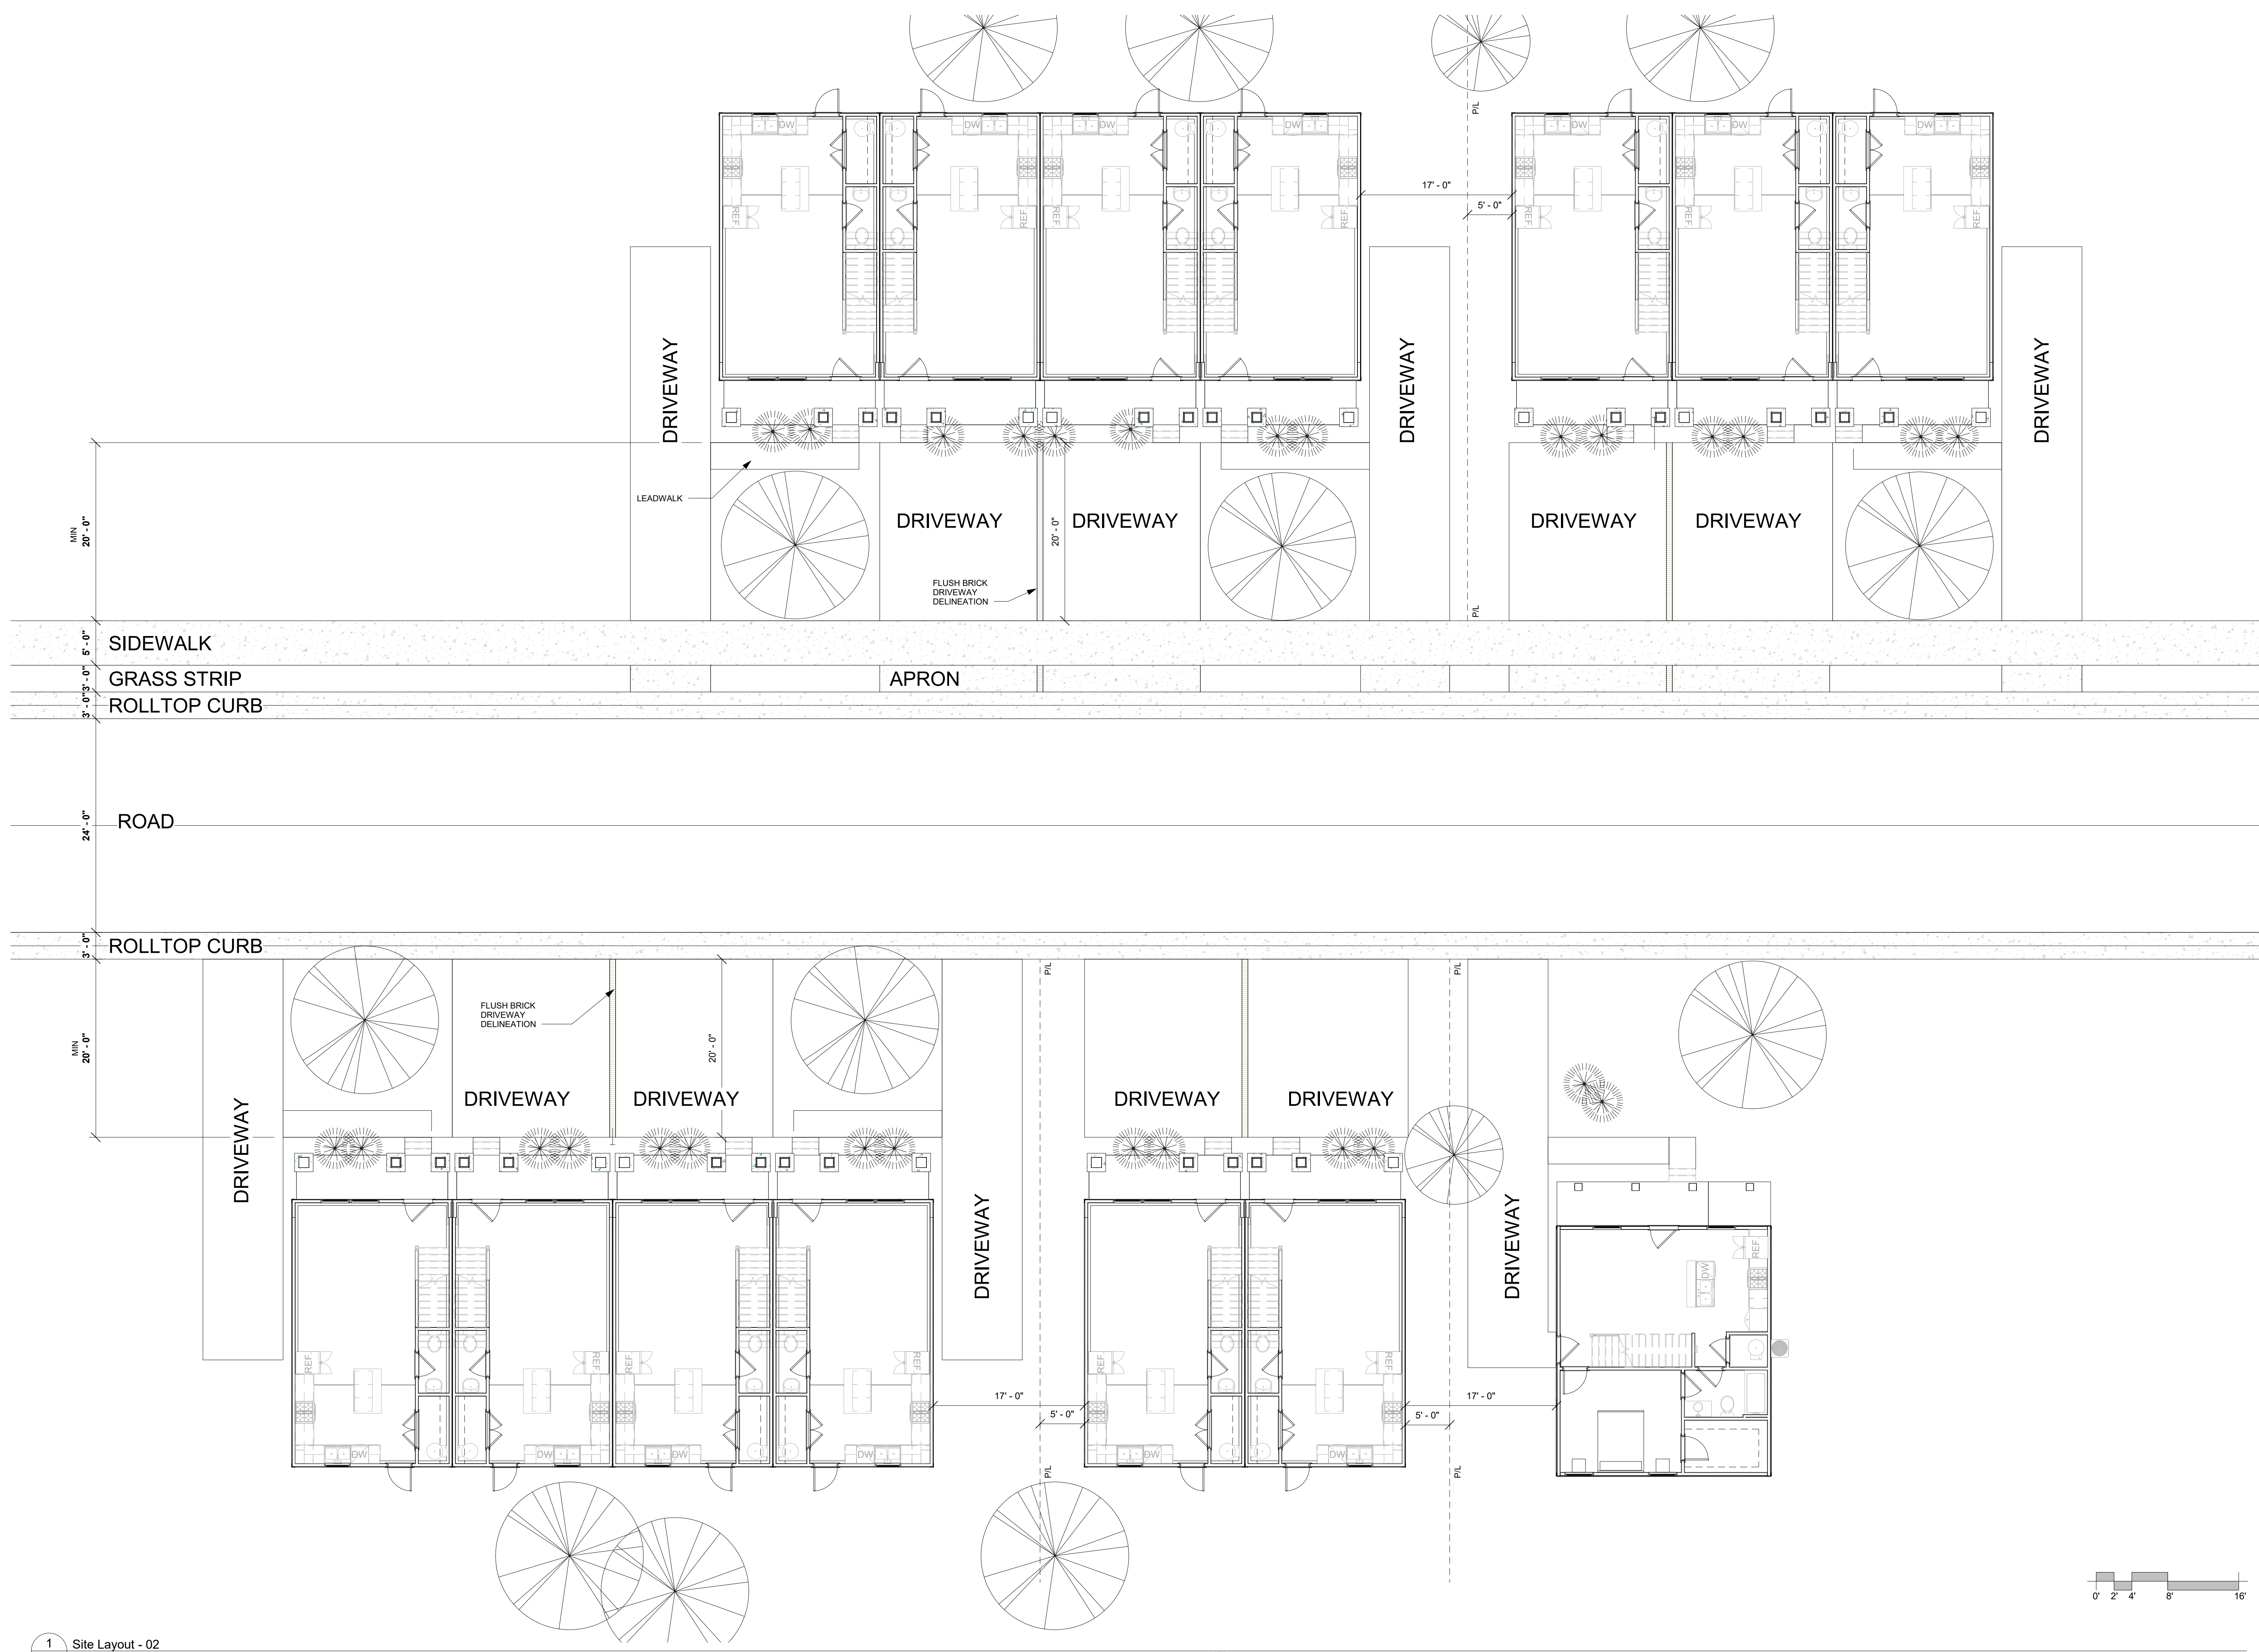 P/L
DW
DW
DW
DW
DW
DW
DW
17' - 0"
5' - 0"
REF
REF
REF
REF
REF
REF
REF
DRIVEWAY
DRIVEWAY
DRIVEWAY
LEADWALK
MIN
20' - 0"
DRIVEWAY
DRIVEWAY
20' - 0"
DRIVEWAY
DRIVEWAY
FLUSH BRICK
DRIVEWAY
DELINEATION
P/L
5' - 0"
SIDEWALK
3' - 0"
GRASS STRIP
APRON
3' - 0"
ROLLTOP CURB
24' - 0"
ROAD
3' - 0"
ROLLTOP CURB
P/L
P/L
FLUSH BRICK
DRIVEWAY
DELINEATION
MIN
20' - 0"
20' - 0"
DRIVEWAY
DRIVEWAY
DRIVEWAY
DRIVEWAY
DRIVEWAY
DRIVEWAY
DRIVEWAY
REF
DW
REF
REF
REF
REF
REF
REF
17' - 0"
17' - 0"
5' - 0"
5' - 0"
DW
DW
DW
DW
DW
DW
P/L
P/L
0' 2' 4' 8' 16'
1 Site Layout - 02